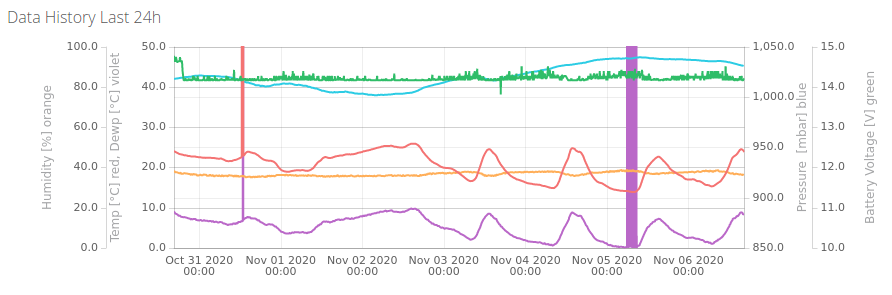 Data History Last 24h
100.0
80.0
60.0
40.0
20.0
0.0
Humidity [%] orange
50.0
40.0
30.0
20.0
10.0
0.0
Temp [°C] red, Dewp [°C] violet
1,050.0
1,000.0
950.0
900.0
850.0
Pressure [mbar] blue
15.0
14.0
13.0
12.0
11.0
10.0
Battery Voltage [V] green
Oct 31 2020
00:00
Nov 01 2020
00:00
Nov 02 2020
00:00
Nov 03 2020
00:00
Nov 04 2020
00:00
Nov 05 2020
00:00
Nov 06 2020
00:00